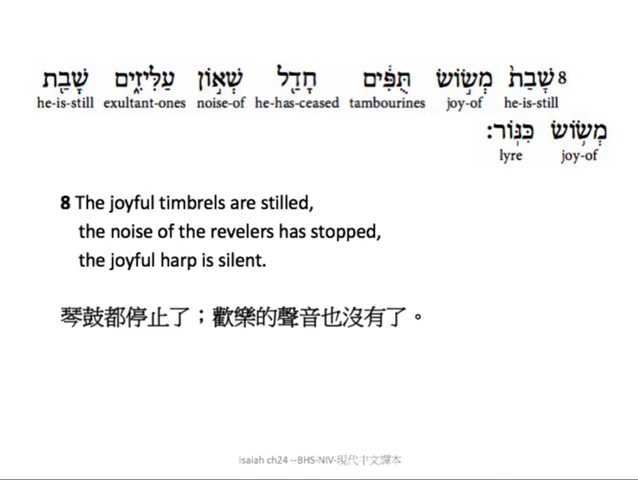 8 שָׁבַת֙ מְשׂ֣וֹשׂ תֻּפִּ֔ים חָדַ֖ל שְׁא֣וֹן עַלִּיזִ֑ים שָׁבַ֖ת
he-is-still joy-of tambourines he-has-ceased noise-of exultant-ones he-is-still
מְשׂ֥וֹשׂ כִּנּֽוֹר׃
joy-of lyre
8 The joyful timbrels are stilled,
the noise of the revelers has stopped,
the joyful harp is silent.
琴鼓都停止了；歡樂的聲音也沒有了。
Isaiah ch24 --BHS-NIV-現代中文譯本